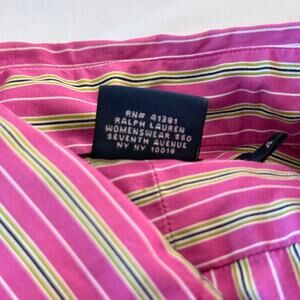 RN# 41381
RALPH LAUREN
WOMENSWEAR 550
SEVENTH AVENUE
NY NY 10018